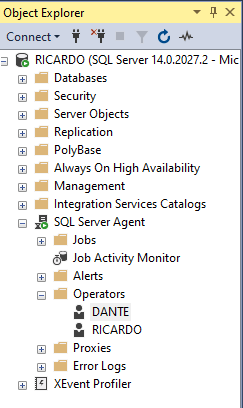 Object Explorer
Connect
RICARDO (SQL Server 14.0.2027.2 - Mic
Databases
Security
Server Objects
Replication
PolyBase
Always On High Availability
Management
Integration Services Catalogs
SQL Server Agent
Jobs
Job Activity Monitor
Alerts
Operators
DANTE
RICARDO
Proxies
Error Logs
XEvent Profiler